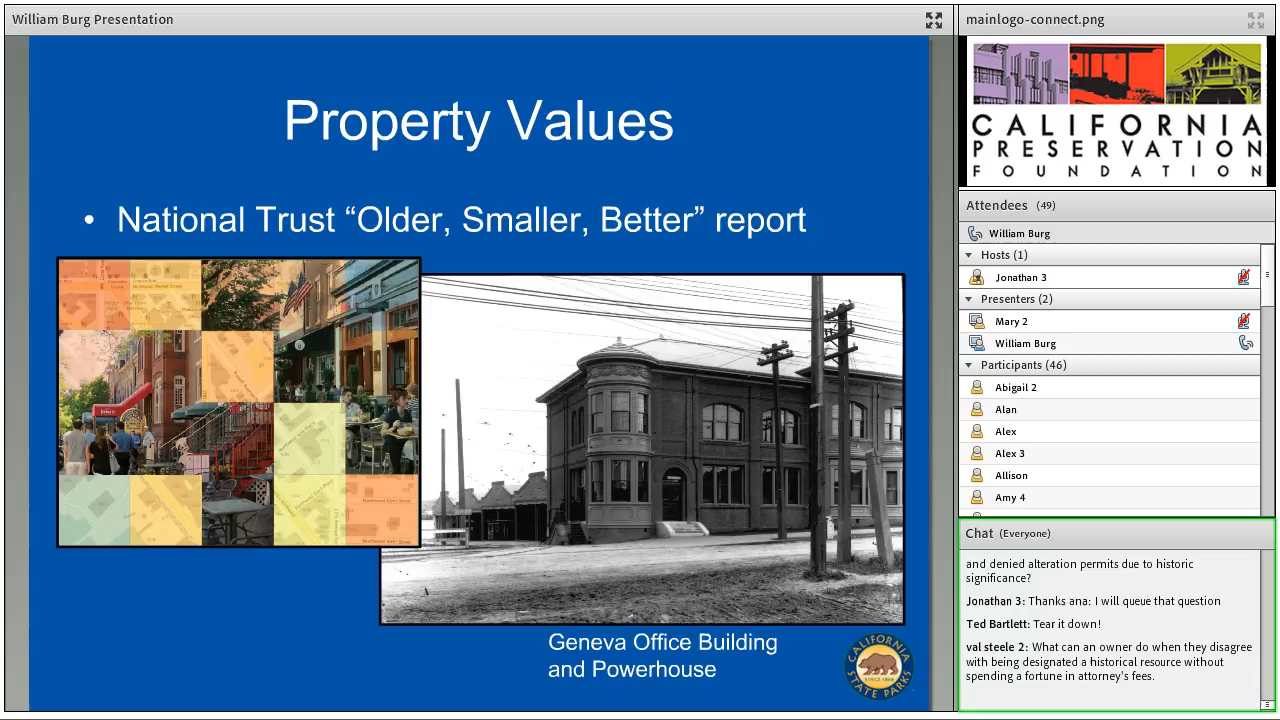 William Burg Presentation
Property Values
• National Trust “Older, Smaller, Better” report
Geneva Office Building
and Powerhouse
CALIFORNIA
STATE PARKS
SINCE 1864
mainlogo-connect.png
CALIFORNIA
PRESERVATION
FOUNDATION
Attendees (49)
William Burg
Hosts (1)
Jonathan 3
Presenters (2)
Mary 2
William Burg
Participants (46)
Abigail 2
Alan
Alex
Alex 3
Allison
Amy 4
Chat (Everyone)
and denied alteration permits due to historic
significance?
Jonathan 3: Thanks ana: I will queue that question
Ted Bartlett: Tear it down!
val steele 2: What can an owner do when they disagree
with being designated a historical resource without
spending a fortune in attorney's fees.